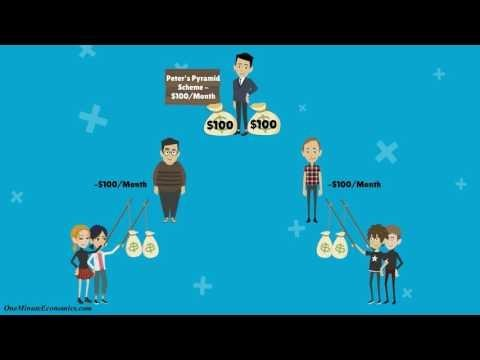 Peter's Pyramid
Scheme -
$100/Month
$100
$100
-$100/Month
-$100/Month
OneMinuteEconomics.com